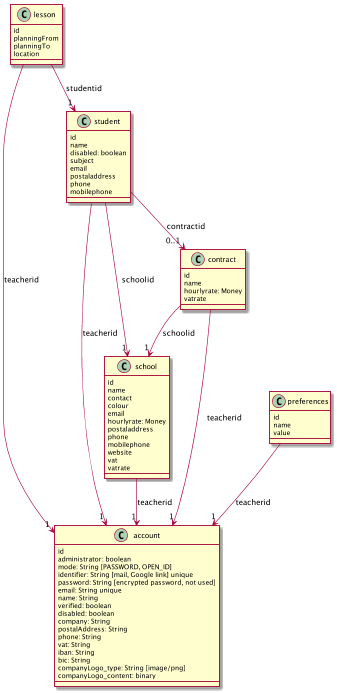 C lesson
id
planningFrom
planningTo
location
studentid
1
C student
id
name
disabled: boolean
subject
email
postaladdress
phone
mobilephone
contractid
0..1
C contract
id
name
hourlyrate: Money
vatrate
teacherid
teacherid
schoolid
schoolid
1
1
C school
id
name
contact
colour
email
hourlyrate: Money
postaladdress
phone
mobilephone
website
vat
vatrate
C preferences
id
name
value
teacherid
teacherid
teacherid
1
1
1
1
1
C account
id
administrator: boolean
mode: String [PASSWORD, OPEN_ID]
identifier: String [mail, Google link] unique
password: String [encrypted password, not used]
email: String unique
name: String
verified: boolean
disabled: boolean
company: String
postalAddress: String
phone: String
vat: String
iban: String
bic: String
companyLogo_type: String [image/png]
companyLogo_content: binary